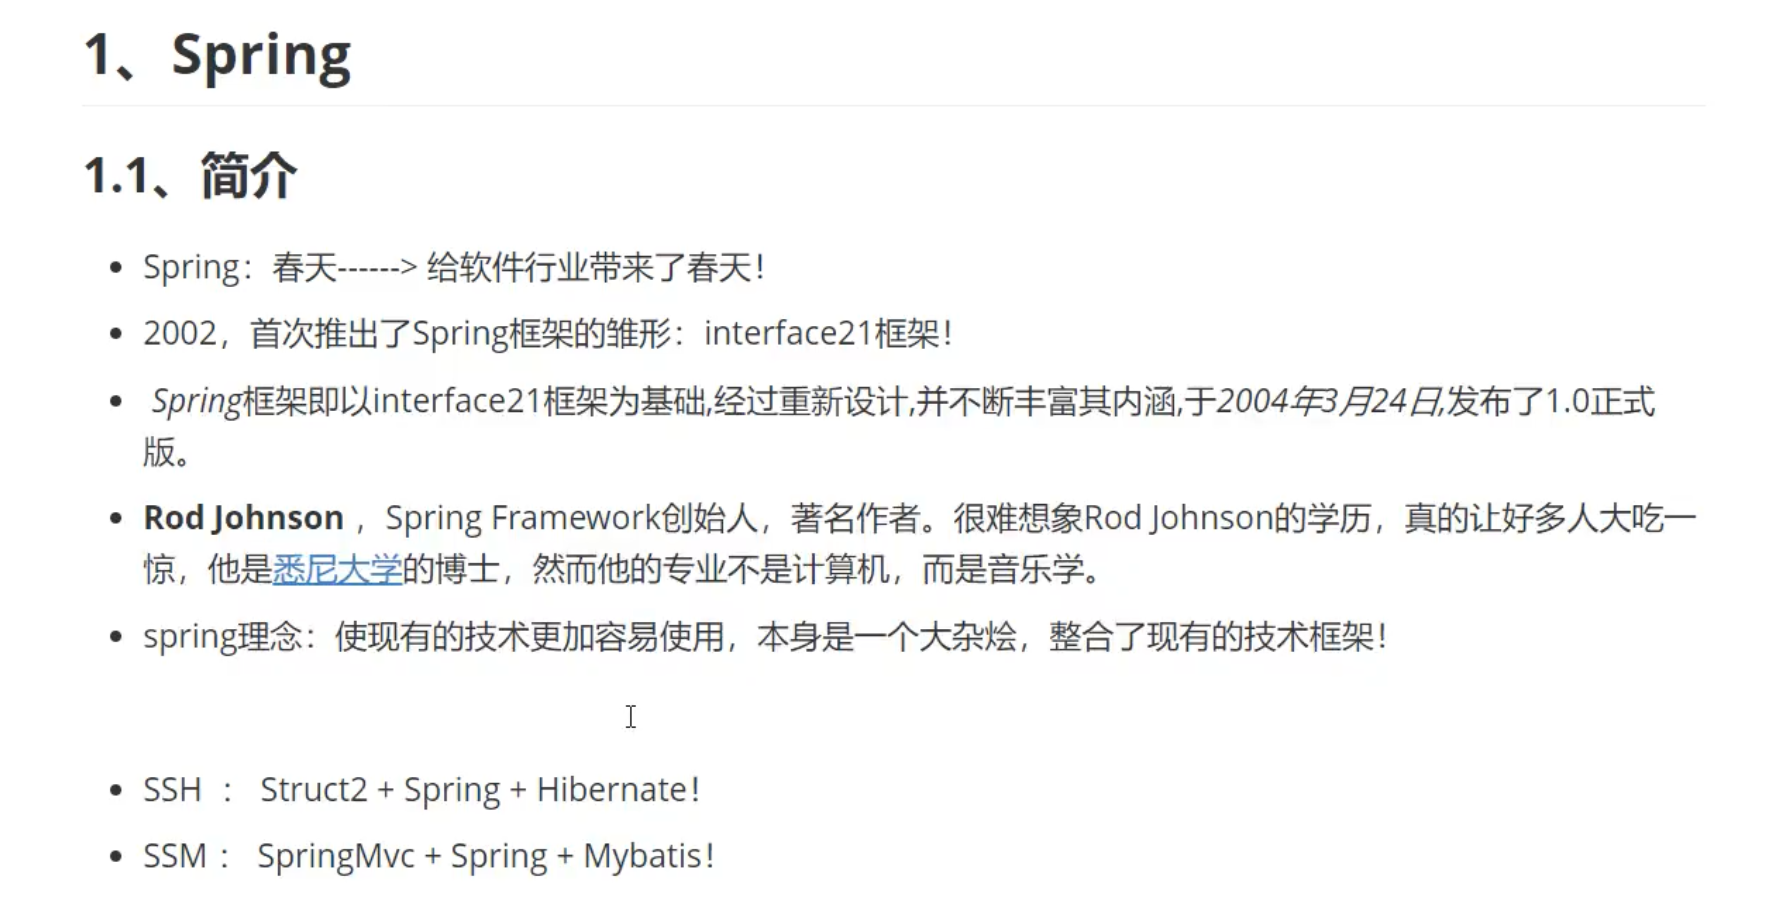 1、Spring
1.1、简介
Spring：春天------> 给软件行业带来了春天！
2002，首次推出了Spring框架的雏形：interface21框架！
Spring框架即以interface21框架为基础,经过重新设计,并不断丰富其内涵,于2004年3月24日,发布了1.0正式
版。
Rod Johnson ，Spring Framework创始人，著名作者。很难想象Rod Johnson的学历，真的让好多人大吃一
惊，他是悉尼大学的博士，然而他的专业不是计算机，而是音乐学。
spring理念：使现有的技术更加容易使用，本身是一个大杂烩，整合了现有的技术框架！
SSH ： Struct2 + Spring + Hibernate！
SSM ： SpringMvc + Spring + Mybatis！